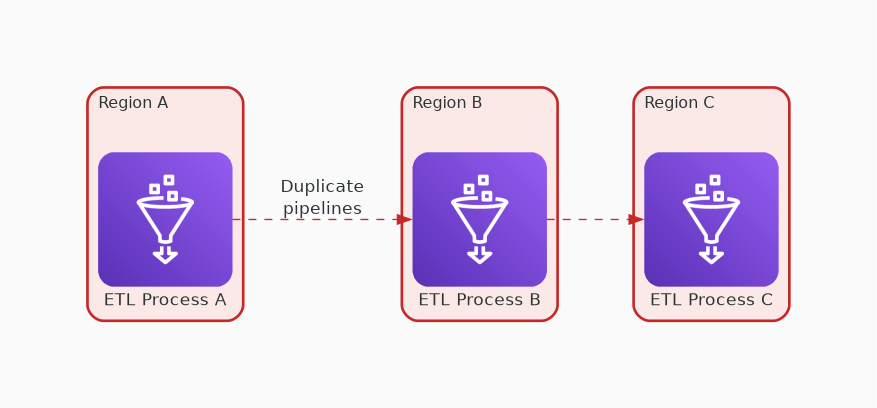 Region A
Region B
Region C
Duplicate
pipelines
ETL Process A
ETL Process B
ETL Process C